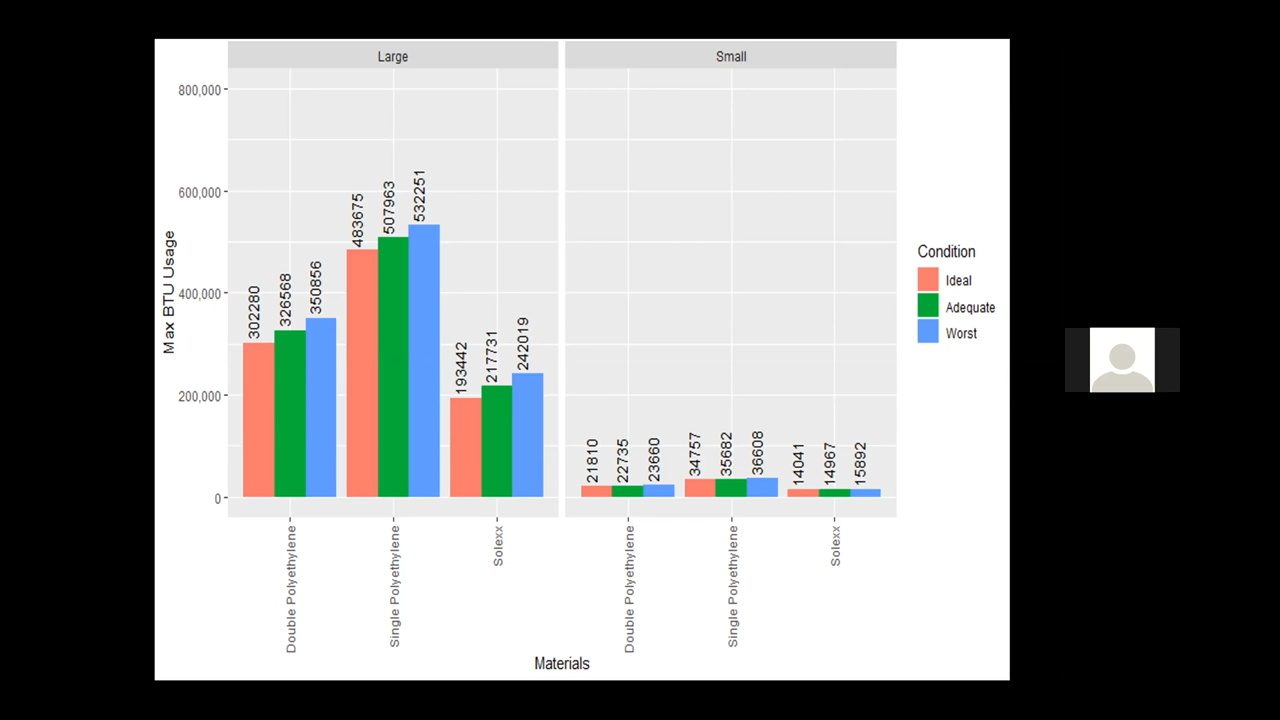 Large
Small
800,000
600,000
400,000
200,000
0
Max BTU Usage
302280
326568
350856
483675
507963
532251
193442
217731
242019
21810
22735
23660
34757
35682
36608
14041
14967
15892
Double Polyethylene
Single Polyethylene
Solexx
Double Polyethylene
Single Polyethylene
Solexx
Materials
Condition
Ideal
Adequate
Worst